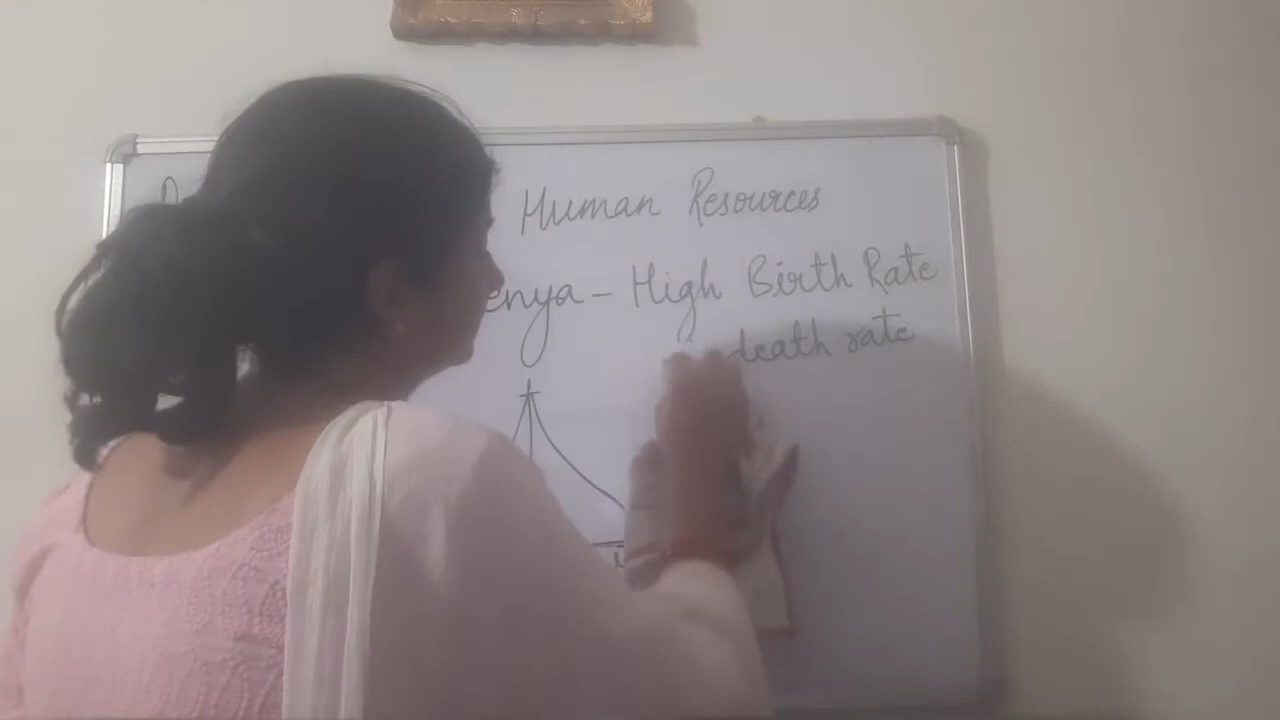 Human Resources
enya - High Birth Rate
death rate